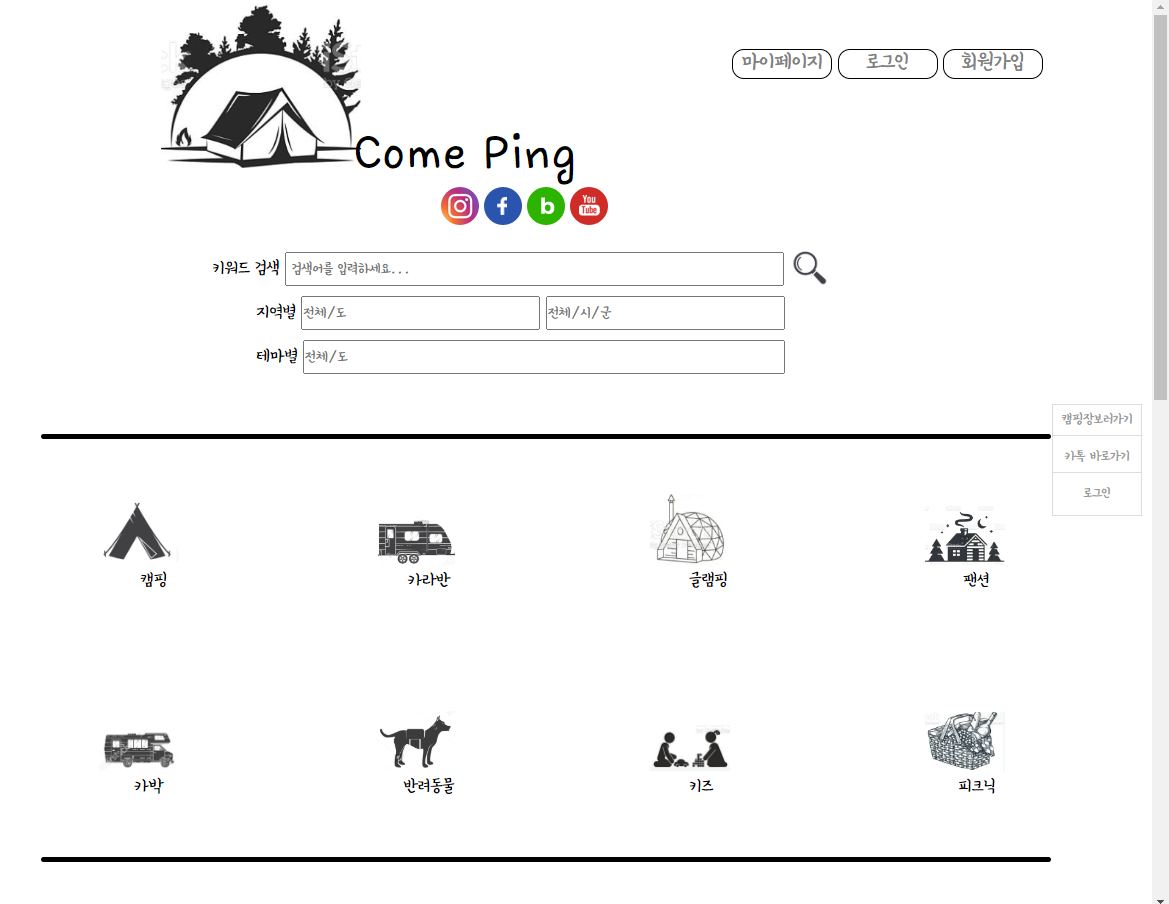 마이페이지 로그인 회원가입
Come Ping
b
You
Tube
키워드 검색 검색어를 입력하세요...
지역별 전체/도 전체/시/군
테마별 전체/도
캠핑장보러가기
카톡 바로가기
로그인
캠핑 카라반 글램핑 팬션
카박 반려동물 키즈 피크닉